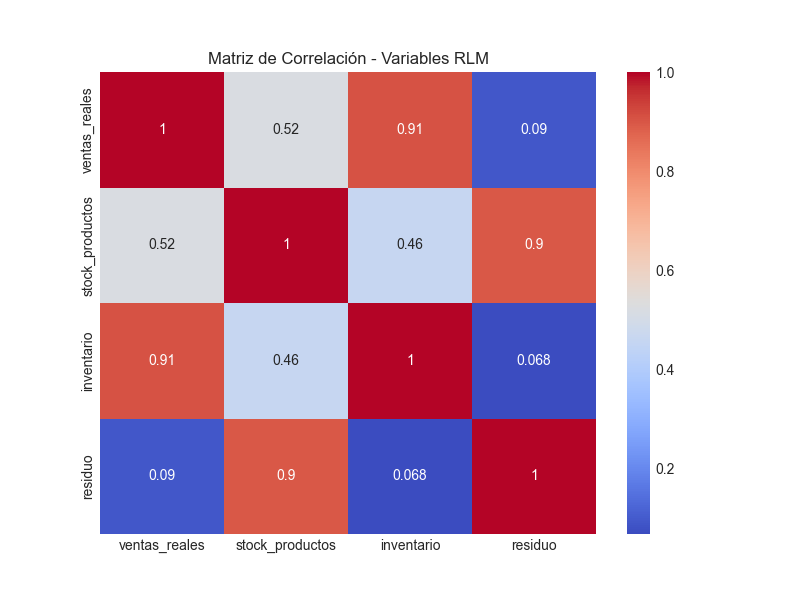 Matriz de Correlación - Variables RLM
ventas_reales
1
0.52
0.91
0.09
stock_productos
0.52
1
0.46
0.9
inventario
0.91
0.46
1
0.068
residuo
0.09
0.9
0.068
1
ventas_reales
stock_productos
inventario
residuo
1.0
0.8
0.6
0.4
0.2